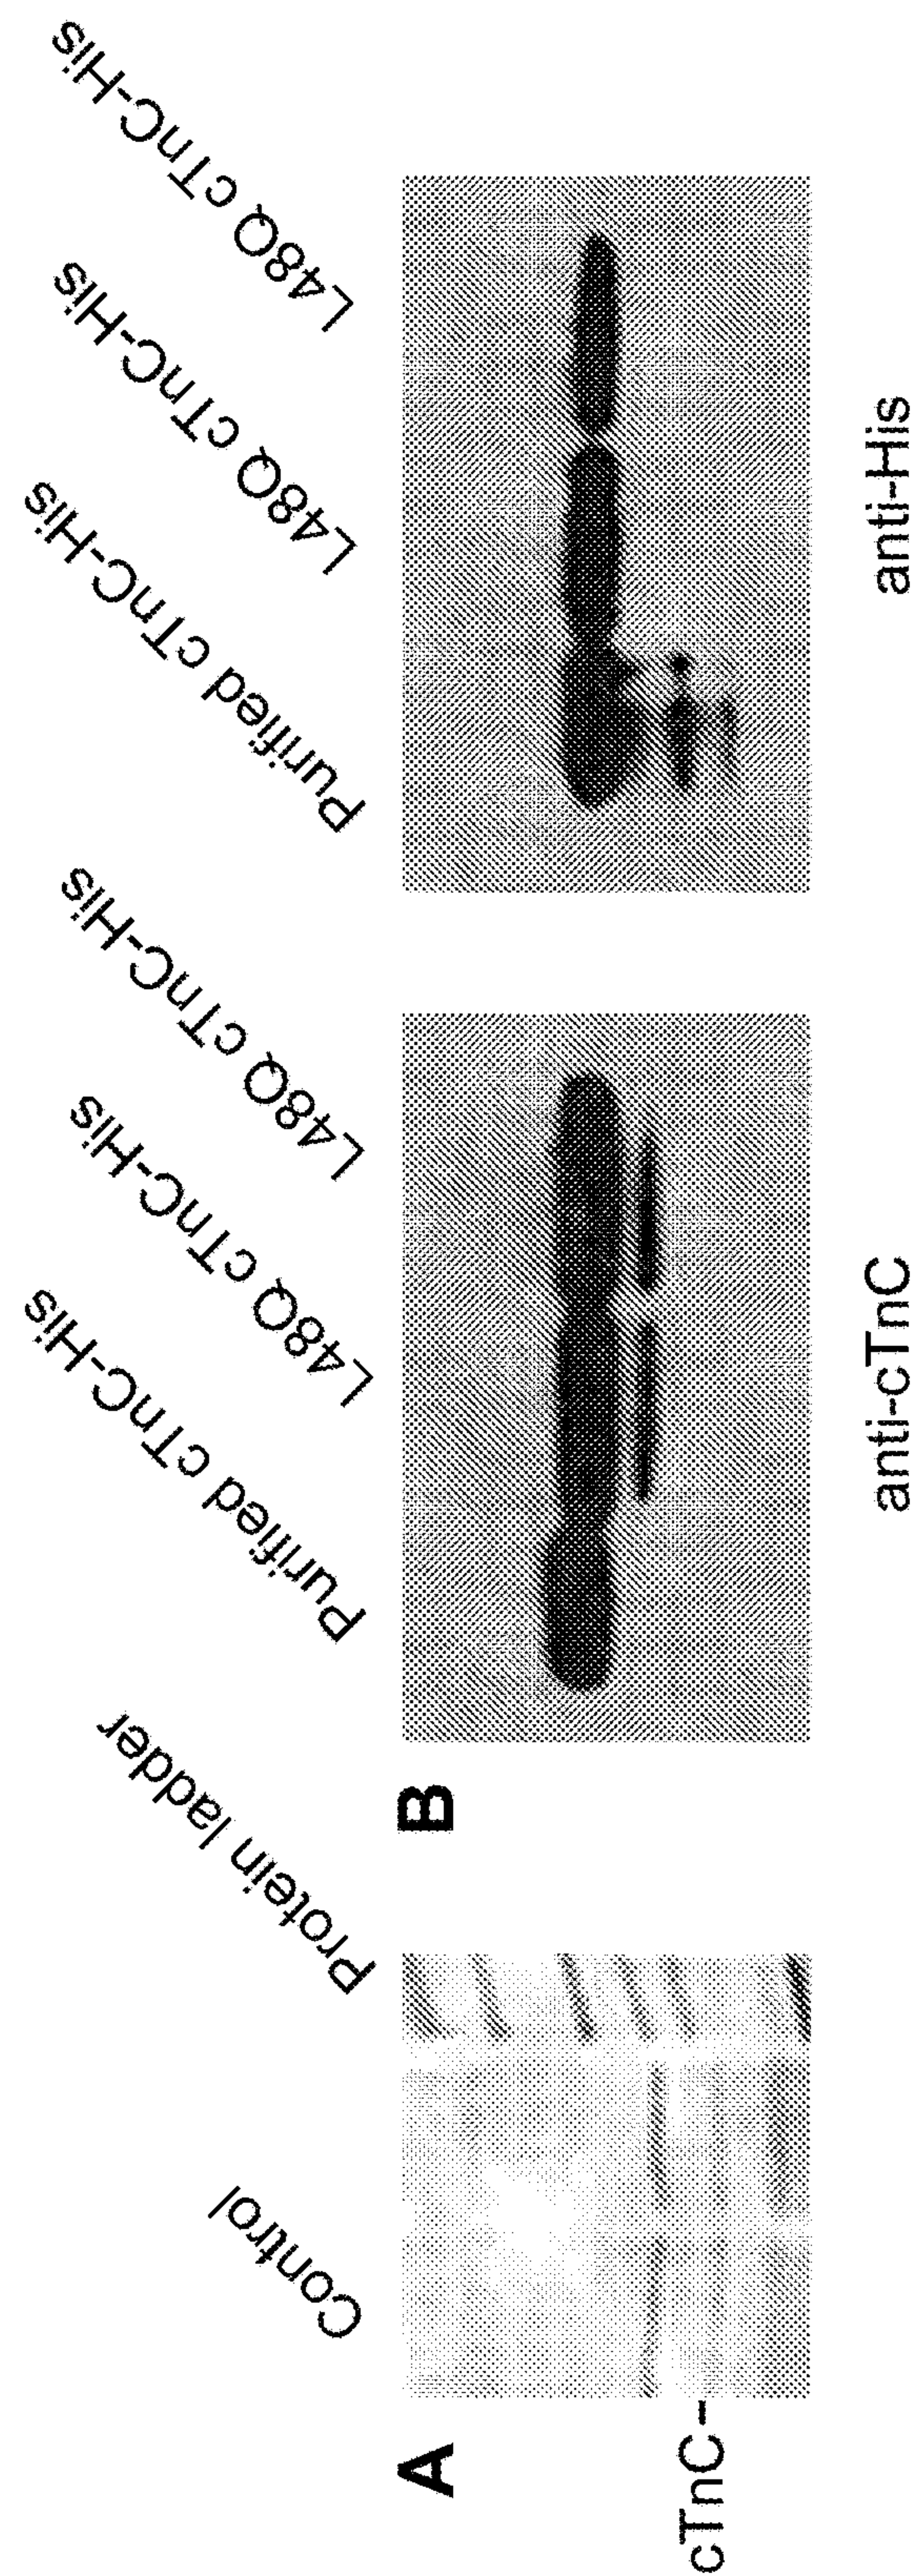 A
Control
Protein ladder
cTnC-
B
Purified cTnC-His
L48Q cTnC-His
L48Q cTnC-His
anti-cTnC
Purified cTnC-His
L48Q cTnC-His
L48Q cTnC-His
anti-His